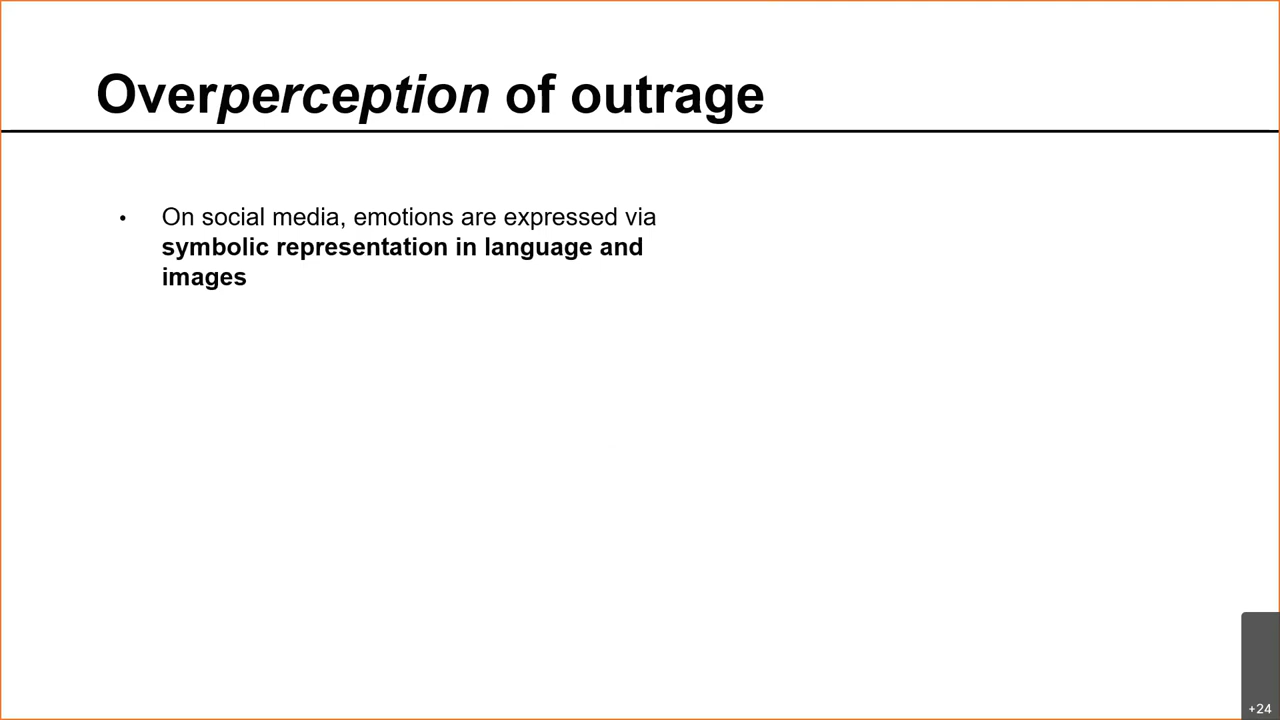 Overperception of outrage
• On social media, emotions are expressed via
symbolic representation in language and
images
+24